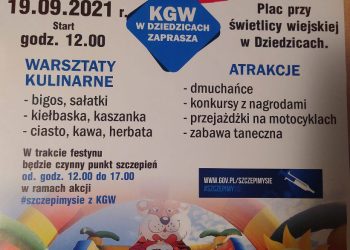 19.09.2021 r.
Start
godz. 12.00
KGW
W DZIEDZICACH
ZAPRASZA
Plac przy
świetlicy wiejskiej
w Dziedzicach.
WARSZTATY
KULINARNE
- bigos, sałatki
- kiełbaska, kaszanka
- ciasto, kawa, herbata
ATRAKCJE
- dmuchańce
- konkursy z nagrodami
- przejażdżki na motocyklach
- zabawa taneczna
W trakcie festynu
będzie czynny punkt szczepień
od. godz. 12.00 do 17.00
w ramach akcji
#szczepimysie z KGW
WWW.GOV.PL/SZCZEPIMYSIE
#SZCZEPIMYSIE